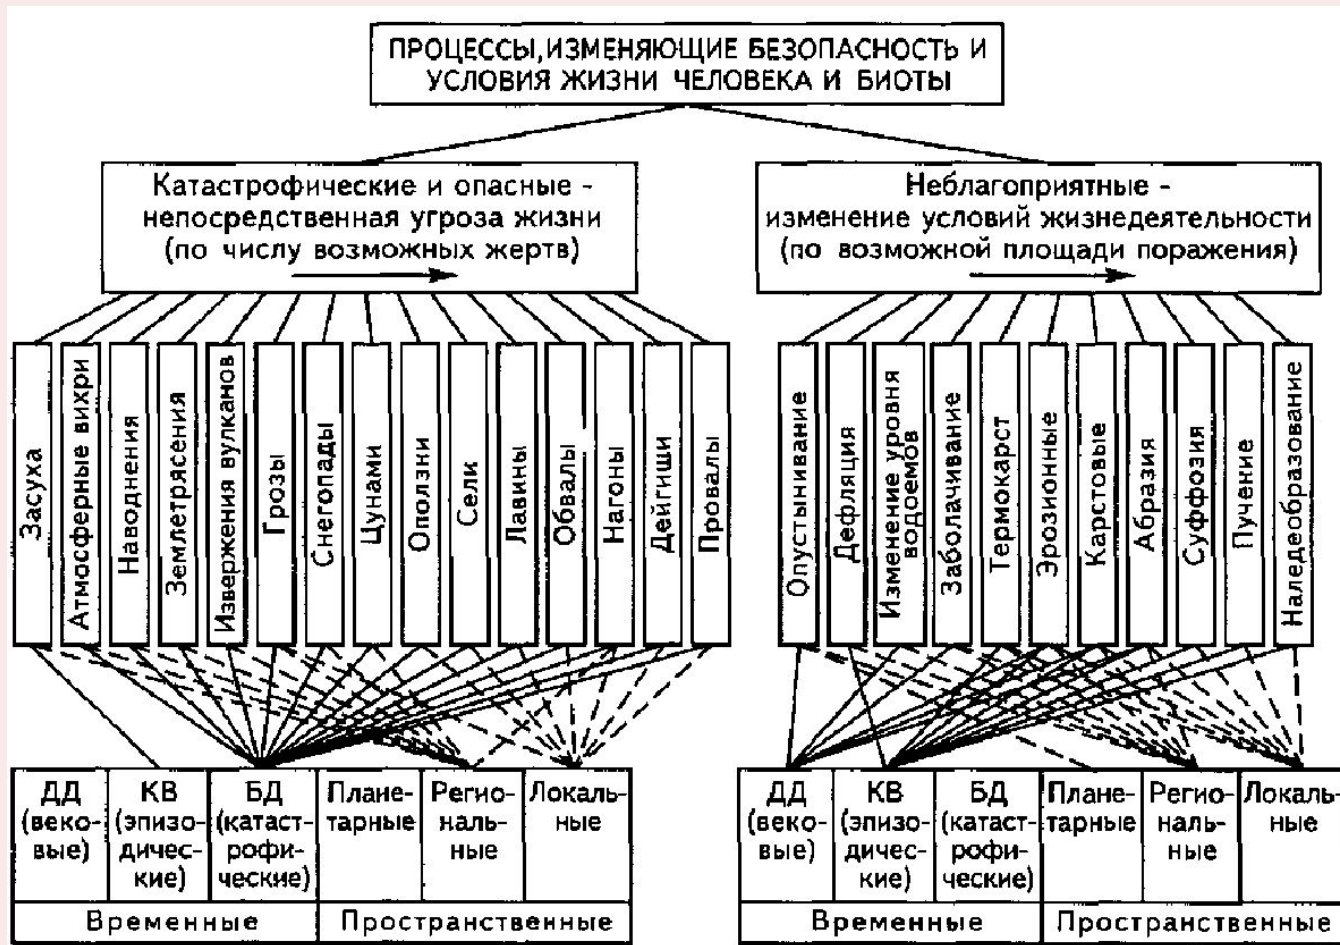 ПРОЦЕССЫ,ИЗМЕНЯЮЩИЕ БЕЗОПАСНОСТЬ И
УСЛОВИЯ ЖИЗНИ ЧЕЛОВЕКА И БИОТЫ
Катастрофические и опасные -
непосредственная угроза жизни
(по числу возможных жертв)
Неблагоприятные -
изменение условий жизнедеятельности
(по возможной площади поражения)
Засуха
Атмосферные вихри
Наводнения
Землетрясения
Извержения вулканов
Грозы
Снегопады
Цунами
Оползни
Сели
Лавины
Обвалы
Нагоны
Дейгиши
Провалы
Опустынивание
Дефляция
Изменение уровня
водоемов
Заболачивание
Термокарст
Эрозионные
Карстовые
Абразия
Суффозия
Пучение
Наледеобразование
ДД
(веко-
вые)
КВ
(эпизо-
дичес-
кие)
БД
(катаст-
рофи-
ческие)
Плане-
тарные
Регио-
наль-
ные
Локаль-
ные
Временные
Пространственные
ДД
(веко-
вые)
КВ
(эпизо-
дичес-
кие)
БД
(катаст-
рофи-
ческие)
Плане-
тарные
Регио-
наль-
ные
Локаль-
ные
Временные
Пространственные